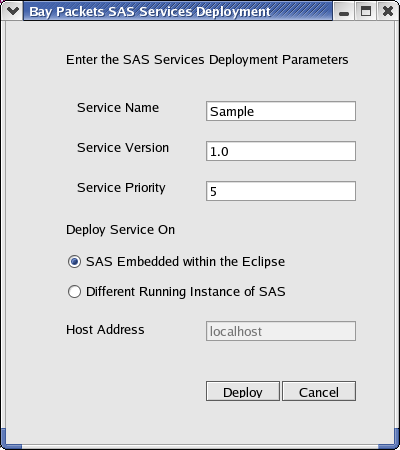 Bay Packets SAS Services Deployment
Enter the SAS Services Deployment Parameters
Service Name Sample
Service Version 1.0
Service Priority 5
Deploy Service On
SAS Embedded within the Eclipse
Different Running Instance of SAS
Host Address localhost
Deploy Cancel